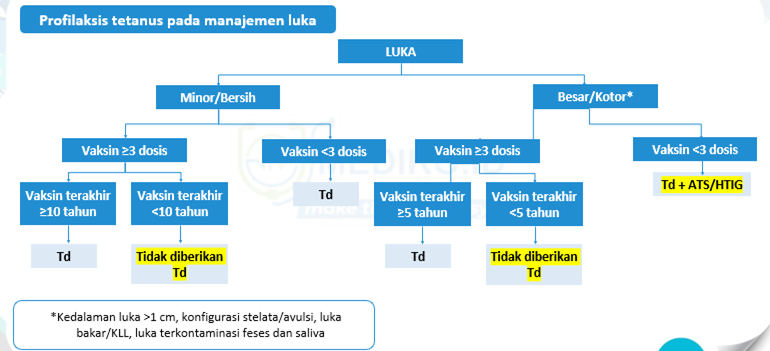 Profilaksis tetanus pada manajemen luka
LUKA
Minor/Bersih
Besar/Kotor*
Vaksin ≥3 dosis
Vaksin <3 dosis
Vaksin ≥3 dosis
Vaksin <3 dosis
Vaksin terakhir
≥10 tahun
Vaksin terakhir
<10 tahun
Td
Vaksin terakhir
≥5 tahun
Vaksin terakhir
<5 tahun
Td + ATS/HTIG
Td
Tidak diberikan
Td
Td
Tidak diberikan
Td
*Kedalaman luka >1 cm, konfigurasi stelata/avulsi, luka
bakar/KLL, luka terkontaminasi feses dan saliva